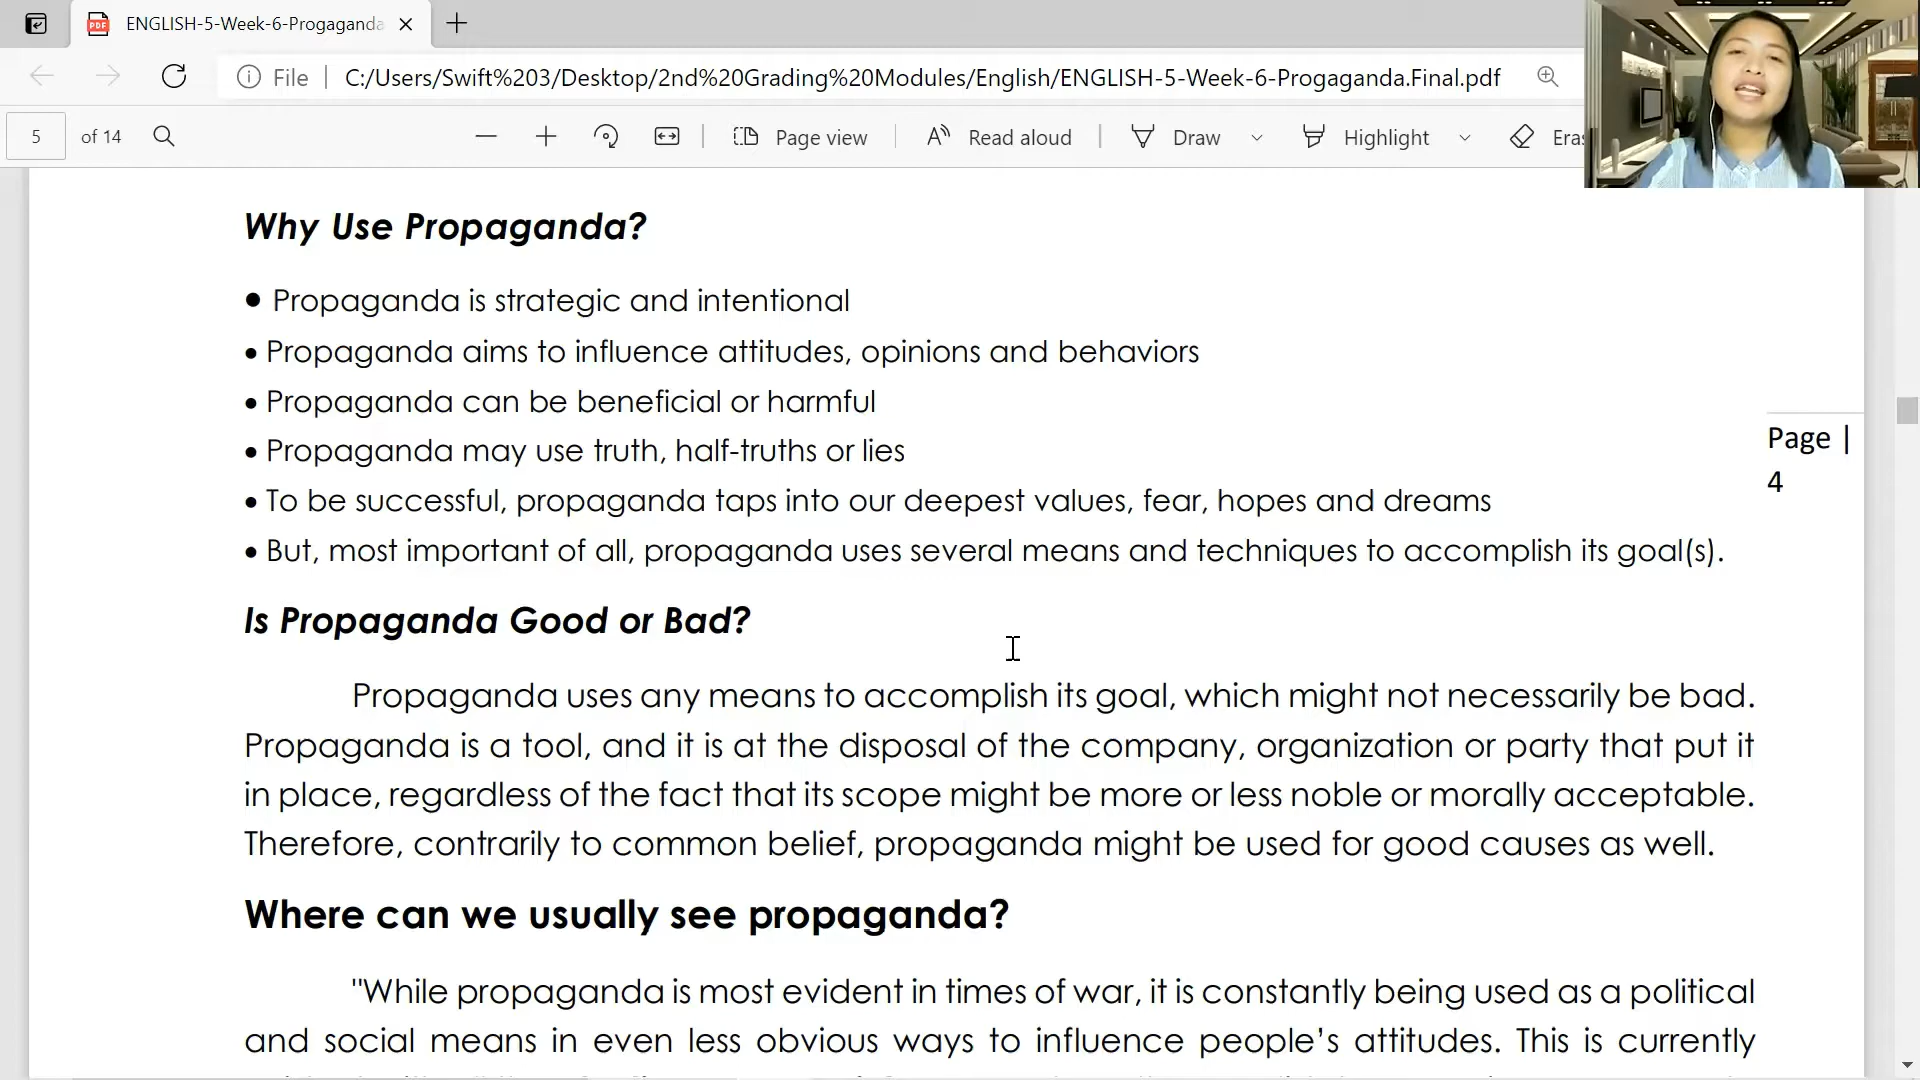 ENGLISH-5-Week-6-Progaganda
File
C:/Users/Swift%203/Desktop/2nd%20Grading%20Modules/English/ENGLISH-5-Week-6-Progaganda.Final.pdf
5 of 14
Page view
Read aloud
Draw
Highlight
Why Use Propaganda?
• Propaganda is strategic and intentional
• Propaganda aims to influence attitudes, opinions and behaviors
• Propaganda can be beneficial or harmful
• Propaganda may use truth, half-truths or lies
• To be successful, propaganda taps into our deepest values, fear, hopes and dreams
• But, most important of all, propaganda uses several means and techniques to accomplish its goal(s).
Page |
4
Is Propaganda Good or Bad?
Propaganda uses any means to accomplish its goal, which might not necessarily be bad.
Propaganda is a tool, and it is at the disposal of the company, organization or party that put it
in place, regardless of the fact that its scope might be more or less noble or morally acceptable.
Therefore, contrarily to common belief, propaganda might be used for good causes as well.
Where can we usually see propaganda?
"While propaganda is most evident in times of war, it is constantly being used as a political
and social means in even less obvious ways to influence people's attitudes. This is currently